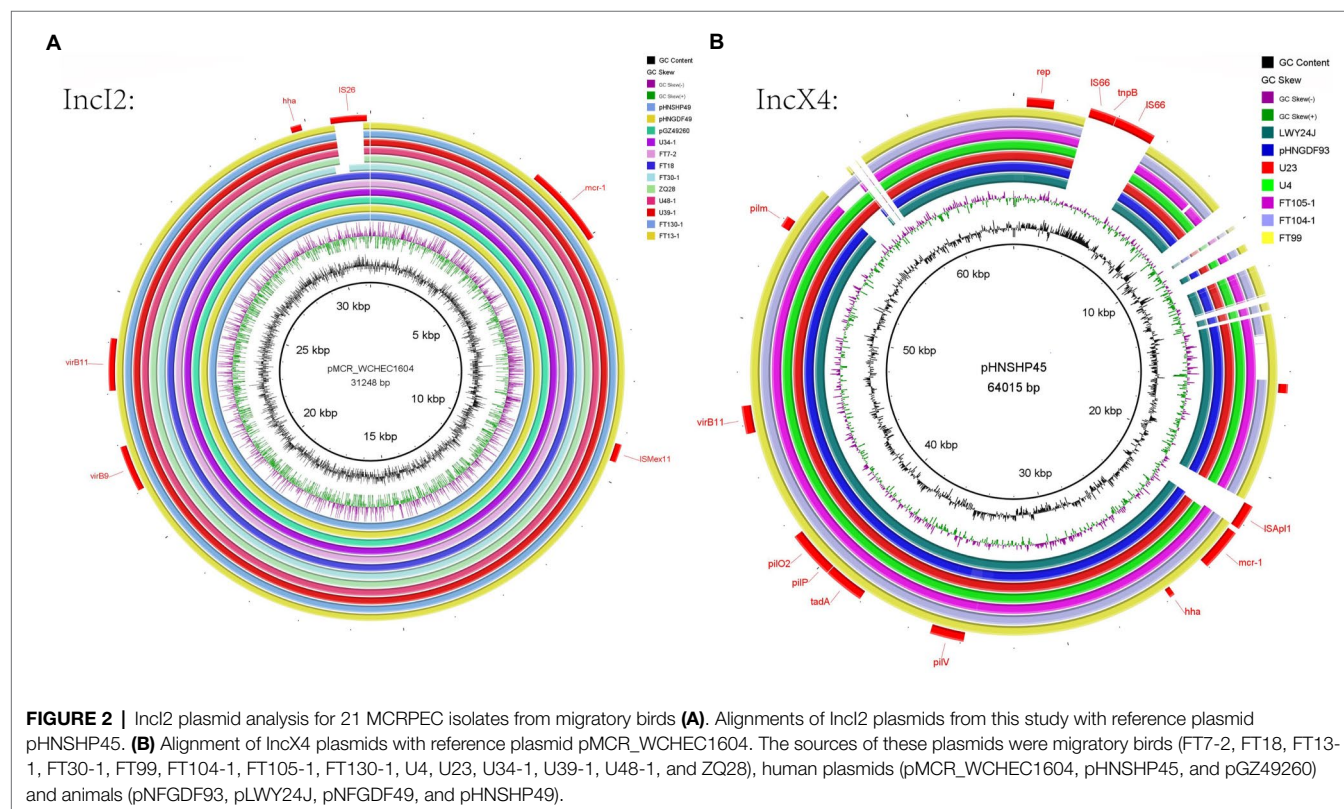 A
IncI2:
hha
IS26
mcr-1
ISMex11
virB9
virB11
30 kbp
5 kbp
25 kbp
10 kbp
20 kbp
15 kbp
pMCR_WCHEC1604
31248 bp
GC Content
GC Skew
GC Skew(-)
GC Skew(+)
pHNSHP49
pHNGDF49
pGZ49260
U34-1
FT7-2
FT18
FT30-1
ZQ28
U48-1
U39-1
FT130-1
FT13-1
B
IncX4:
rep
IS66
tnpB
IS66
pilm
virB11
pilO2
pilP
tadA
pilV
hha
mcr-1
ISApl1
60 kbp
10 kbp
50 kbp
20 kbp
40 kbp
30 kbp
pHNSHP45
64015 bp
GC Content
GC Skew
GC Skew(-)
GC Skew(+)
LWY24J
pHNGDF93
U23
U4
FT105-1
FT104-1
FT99
FIGURE 2 | IncI2 plasmid analysis for 21 MCRPEC isolates from migratory birds (A). Alignments of IncI2 plasmids from this study with reference plasmid
pHNSHP45. (B) Alignment of IncX4 plasmids with reference plasmid pMCR_WCHEC1604. The sources of these plasmids were migratory birds (FT7-2, FT18, FT13-
1, FT30-1, FT99, FT104-1, FT105-1, FT130-1, U4, U23, U34-1, U39-1, U48-1, and ZQ28), human plasmids (pMCR_WCHEC1604, pHNSHP45, and pGZ49260)
and animals (pNFGDF93, pLWY24J, pNFGDF49, and pHNSHP49).